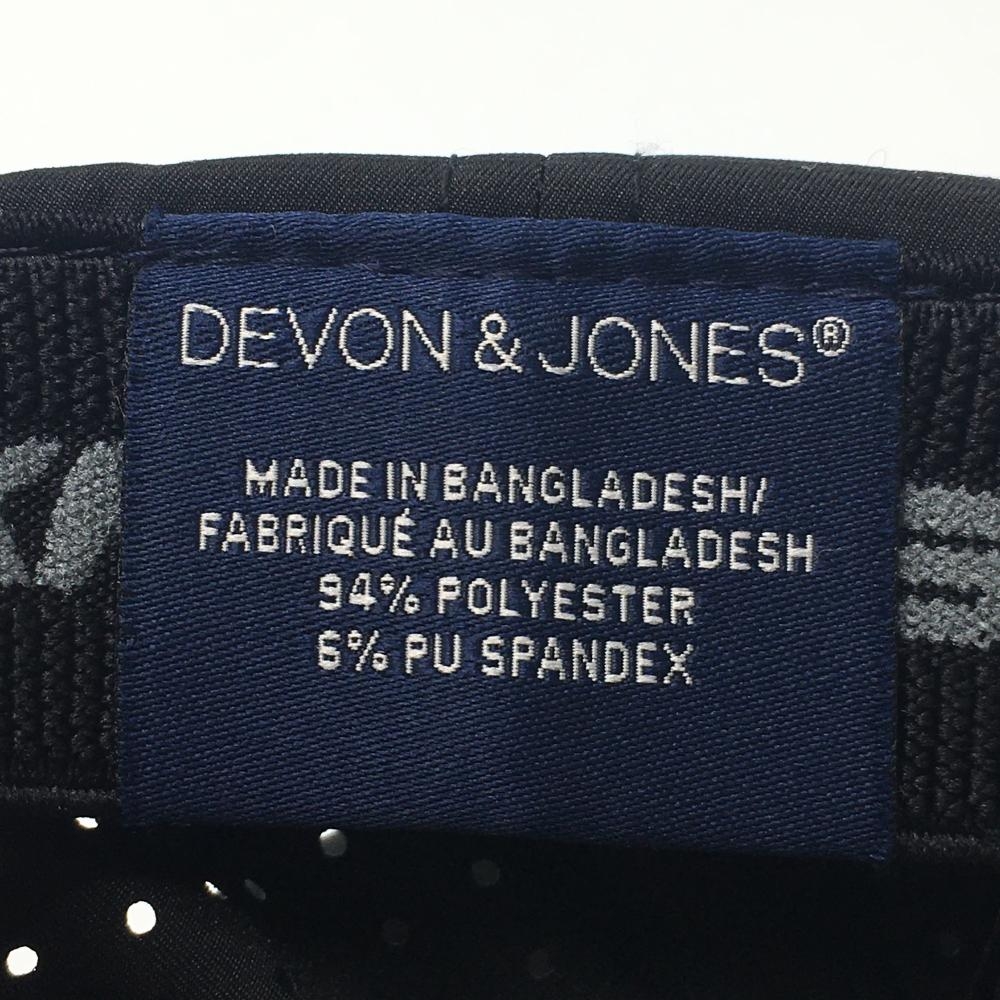 DEVON & JONES®
MADE IN BANGLADESH/
FABRIQUÉ AU BANGLADESH
94% POLYESTER
6% PU SPANDEX